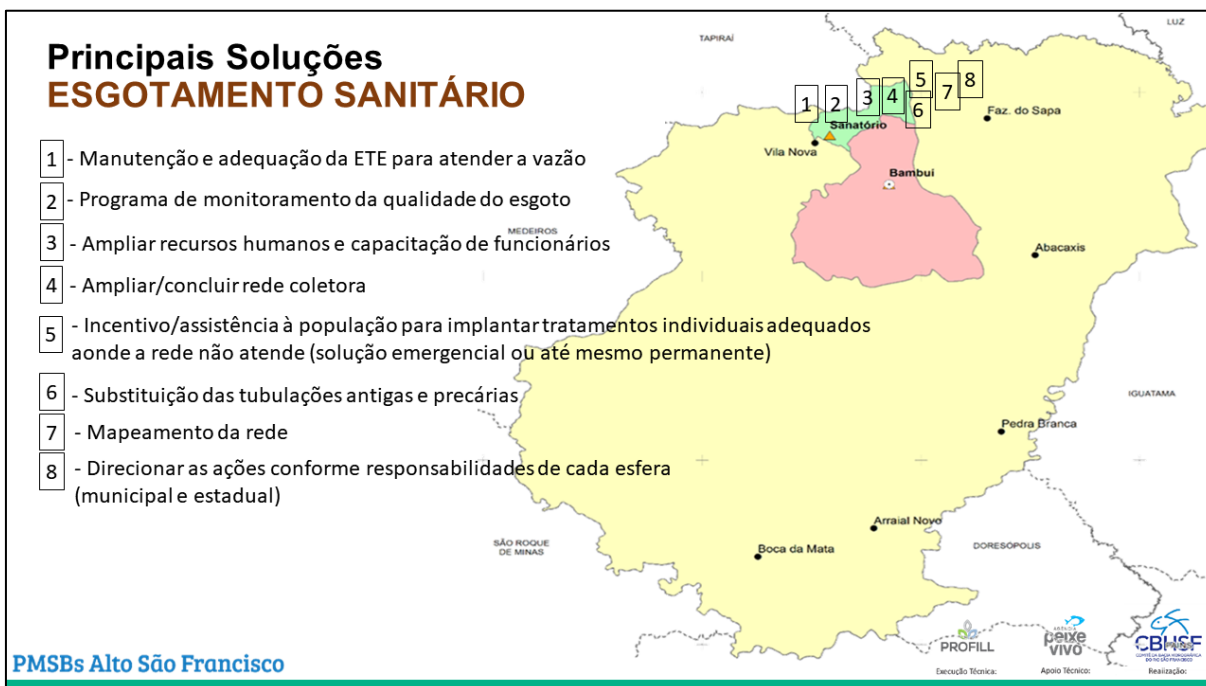 Principais Soluções
ESGOTAMENTO SANITÁRIO
1 - Manutenção e adequação da ETE para atender a vazão
2 - Programa de monitoramento da qualidade do esgoto
3 - Ampliar recursos humanos e capacitação de funcionários
4 - Ampliar/concluir rede coletora
5 - Incentivo/assistência à população para implantar tratamentos individuais adequados
aonde a rede não atende (solução emergencial ou até mesmo permanente)
6 - Substituição das tubulações antigas e precárias
7 - Mapeamento da rede
8 - Direcionar as ações conforme responsabilidades de cada esfera
(municipal e estadual)
TAPIRAÍ
LUZ
1 2 3 4 5 6 7 8
Sanatório
Faz. do Sapa
Vila Nova
Bambuí
MEDEIROS
Abacaxis
IGUATAMA
Pedra Branca
Arraial Novo
SÃO ROQUE
DE MINAS
Boca da Mata
DORESÓPOLIS
PROFILL
peixe
vivo
CBHSF
Execução Técnica:
Apoio Técnico:
Realização:
PMSBs Alto São Francisco